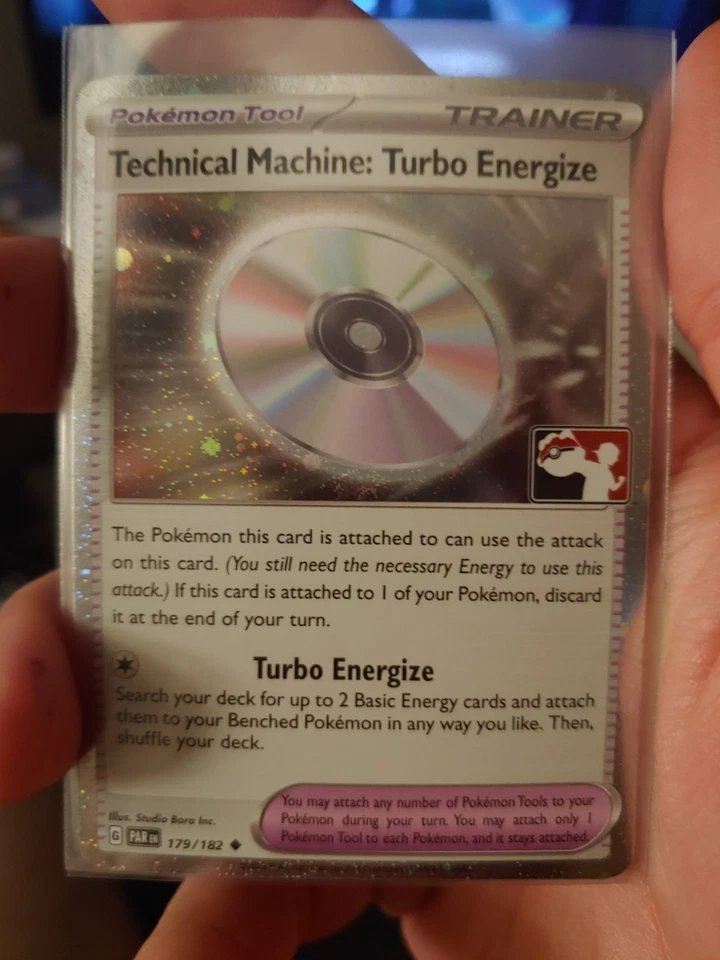 Pokémon Tool TRAINER
Technical Machine: Turbo Energize
The Pokémon this card is attached to can use the attack
on this card. (You still need the necessary Energy to use this
attack.) If this card is attached to 1 of your Pokémon, discard
it at the end of your turn.
Turbo Energize
Search your deck for up to 2 Basic Energy cards and attach
them to your Benched Pokémon in any way you like. Then,
shuffle your deck.
You may attach any number of Pokémon Tools to your
Pokémon during your turn. You may attach only 1
Pokémon Tool to each Pokémon, and it stays attached.
Illus. Studio Bora Inc.
G PAR EN 179/182